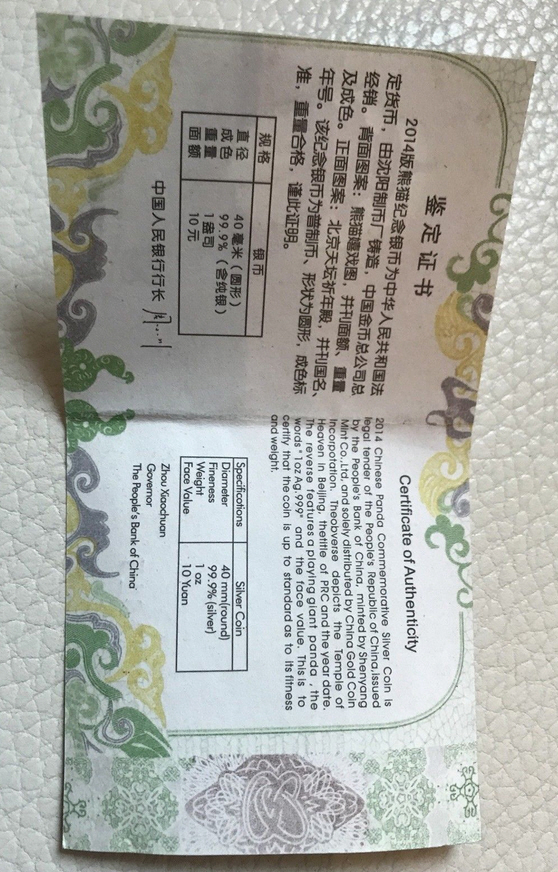 鉴定证书
2014版熊猫纪念银币为中华人民共和国法
定货币，由沈阳制币厂铸造，中国金币总公司总
经销。背面图案：熊猫嬉戏图，并刊面额、重量
及成色。正面图案：北京天坛祈年殿，并刊国名、
年号。该纪念银币为普制币、形状为圆形，成色标
准，重量合格，谨此证明。
规格 银币
直径 40毫米（圆形）
成色 99.9%（含纯银）
重量 1盎司
面额 10元
中国人民银行行长
Certificate of Authenticity
2014 Chinese Panda Commemorative Silver Coin is
legal tender of the People's Republic of China,issued
by the People's Bank of China, minted by Shenyang
Mint Co.,Ltd, and solely distributed by China Gold Coin
Incorpotation. Theobverse depicts the Temple of
Heaven in Beijing, thetitle of PRC and the year date.
The reverse features a playing giant panda , the
words "1oz Ag.999" and the face value. This is to
certify that the coin is up to standard as to its fitness
and weight.
Specifications Silver Coin
Diameter 40 mm(round)
Fineness 99.9% (silver)
Weight 1 oz
Face Value 10 Yuan
Zhou Xiaochuan
Governor
The People's Bank of China